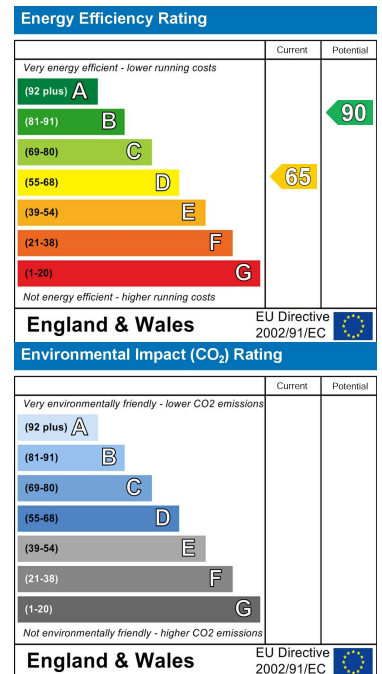 Energy Efficiency Rating
Current Potential
Very energy efficient - lower running costs
(92 plus) A
(81-91) B
90
(69-80) C
(55-68) D
65
(39-54) E
(21-38) F
(1-20) G
Not energy efficient - higher running costs
England & Wales
EU Directive
2002/91/EC
Environmental Impact (CO₂) Rating
Current Potential
Very environmentally friendly - lower CO2 emissions
(92 plus) A
(81-91) B
(69-80) C
(55-68) D
(39-54) E
(21-38) F
(1-20) G
Not environmentally friendly - higher CO2 emissions
England & Wales
EU Directive
2002/91/EC